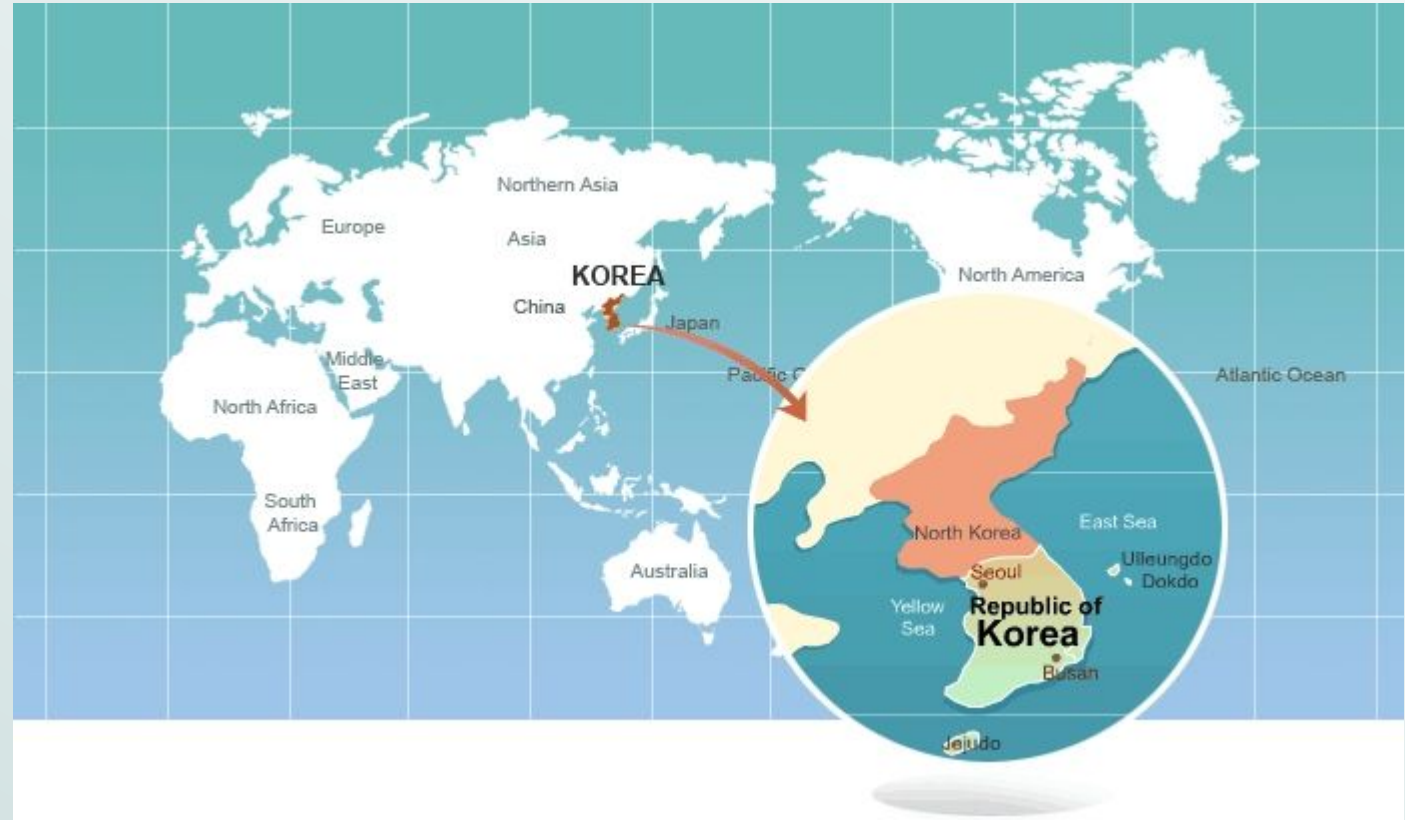 Northern Asia
Europe
Asia
KOREA
North America
China
Japan
Middle
East
Pacific
Atlantic Ocean
North Africa
South
Africa
East Sea
North Korea
Ulleungdo
Australia
Seoul
Dokdo
Yellow
Sea
Republic of
Korea
Busan
Jejudo